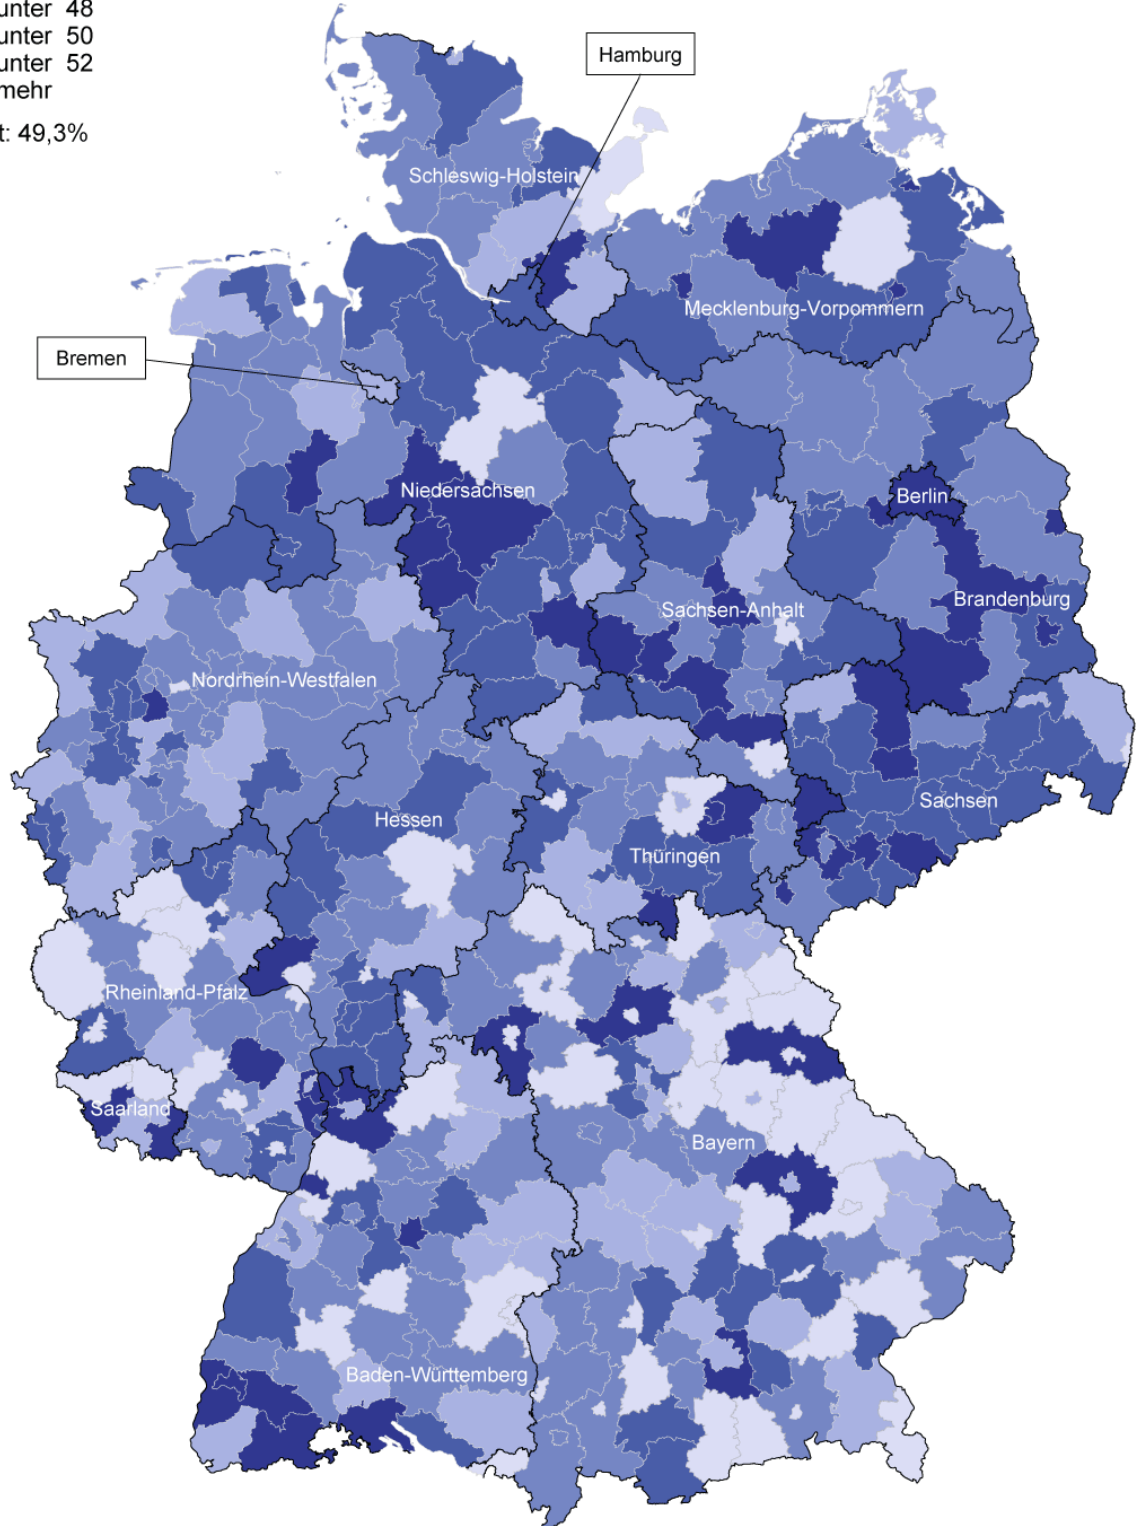 unter 48
unter 50
unter 52
mehr
t: 49,3%
Hamburg
Schleswig-Holstein
Mecklenburg-Vorpommern
Bremen
Niedersachsen
Berlin
Brandenburg
Sachsen-Anhalt
Nordrhein-Westfalen
Sachsen
Hessen
Thüringen
Rheinland-Pfalz
Saarland
Bayern
Baden-Württemberg